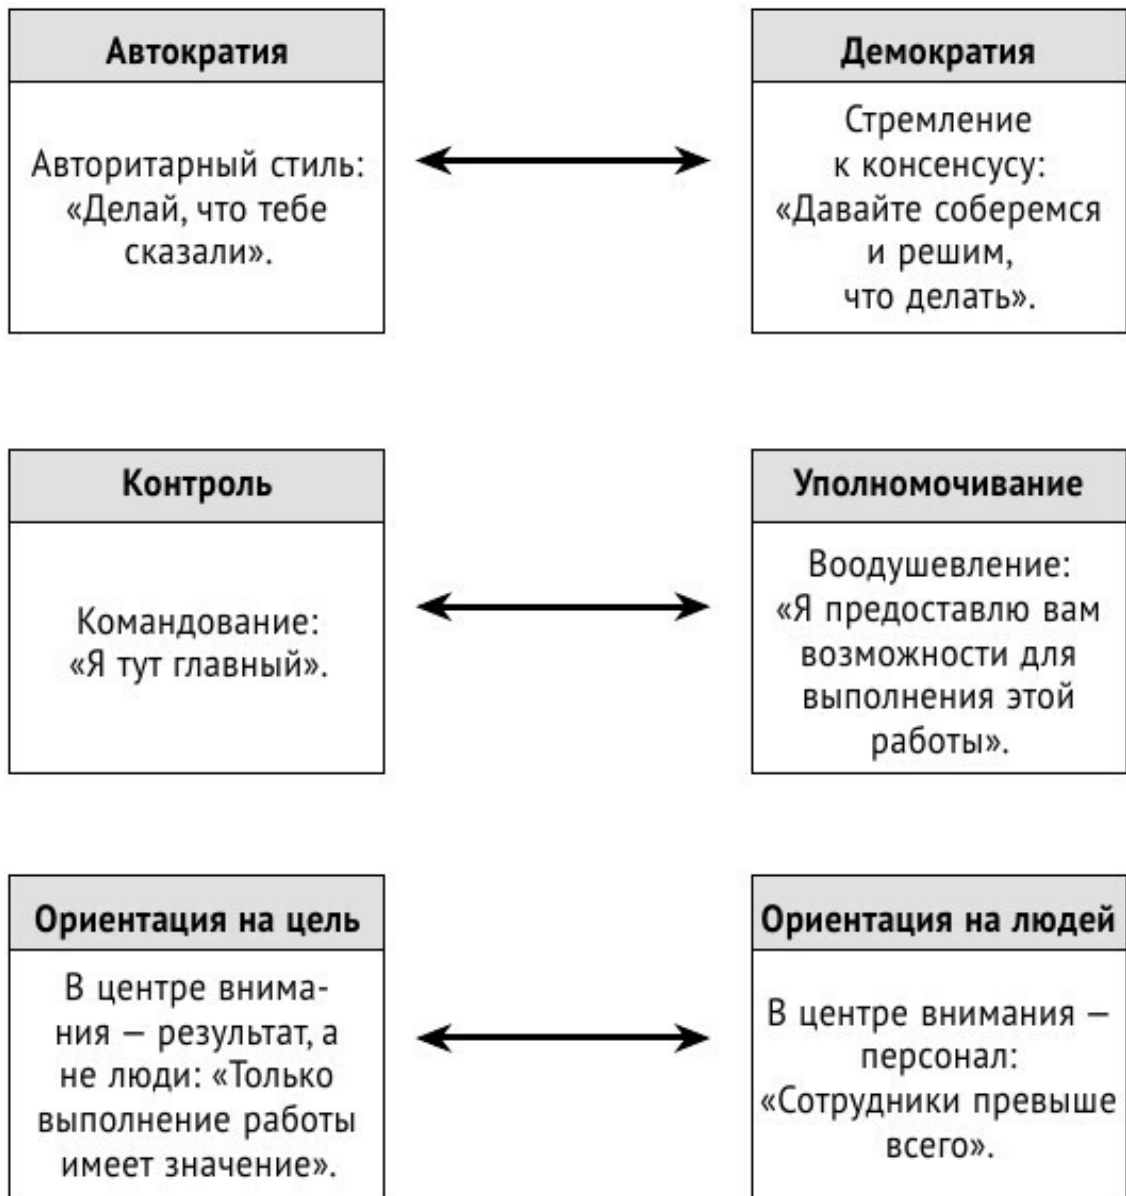 Автократия
Авторитарный стиль:
«Делай, что тебе
сказали».
Демократия
Стремление
к консенсусу:
«Давайте соберемся
и решим,
что делать».
Контроль
Командование:
«Я тут главный».
Уполномочивание
Воодушевление:
«Я предоставлю вам
возможности для
выполнения этой
работы».
Ориентация на цель
В центре внима-
ния — результат, а
не люди: «Только
выполнение работы
имеет значение».
Ориентация на людей
В центре внимания —
персонал:
«Сотрудники превыше
всего».